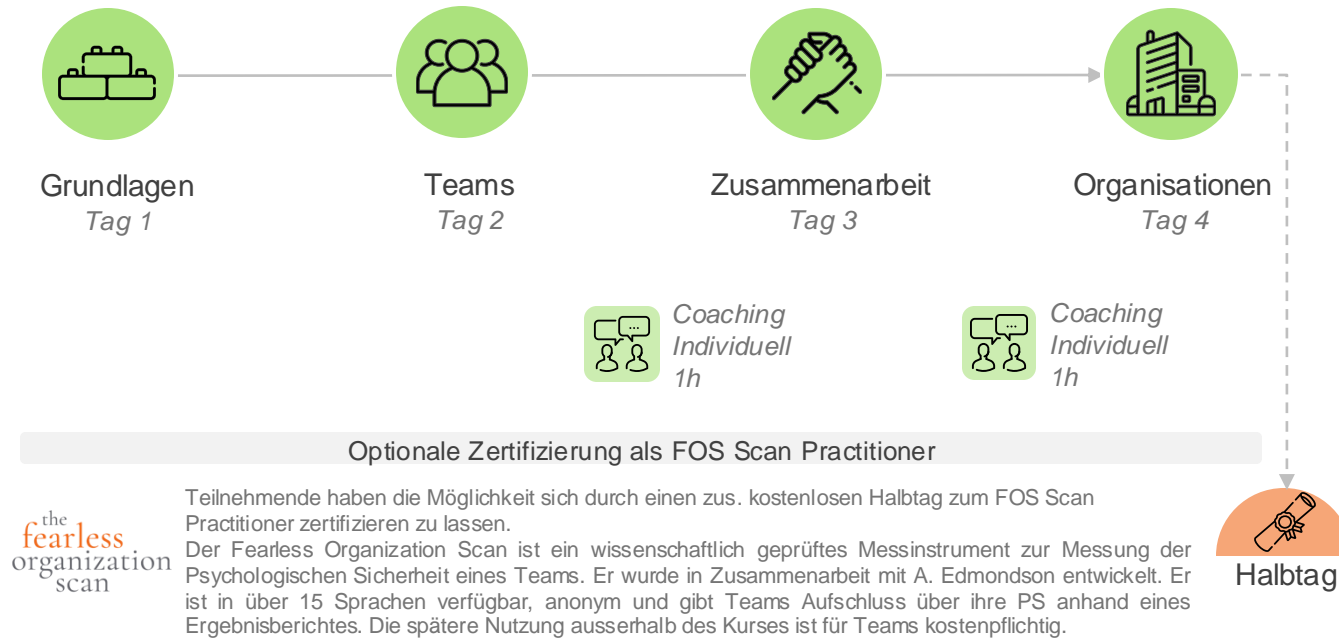 Grundlagen
Tag 1
Teams
Tag 2
Zusammenarbeit
Tag 3
Organisationen
Tag 4
Coaching
Individuell
1h
Coaching
Individuell
1h
Optionale Zertifizierung als FOS Scan Practitioner
the
fearless
organization
scan
Teilnehmende haben die Möglichkeit sich durch einen zus. kostenlosen Halbtag zum FOS Scan
Practitioner zertifizieren zu lassen.
Der Fearless Organization Scan ist ein wissenschaftlich geprüftes Messinstrument zur Messung der
Psychologischen Sicherheit eines Teams. Er wurde in Zusammenarbeit mit A. Edmondson entwickelt. Er
ist in über 15 Sprachen verfügbar, anonym und gibt Teams Aufschluss über ihre PS anhand eines
Ergebnisberichtes. Die spätere Nutzung ausserhalb des Kurses ist für Teams kostenpflichtig.
Halbtag